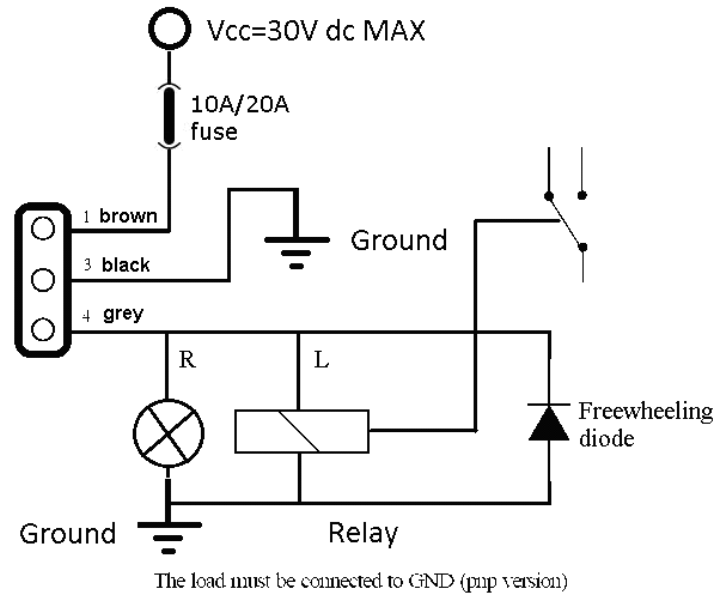 Vcc=30V dc MAX
10A/20A
fuse
1 brown
3 black
Ground
4 grey
R
L
Freewheeling
diode
Ground
Relay
The load must be connected to GND (pnp version)